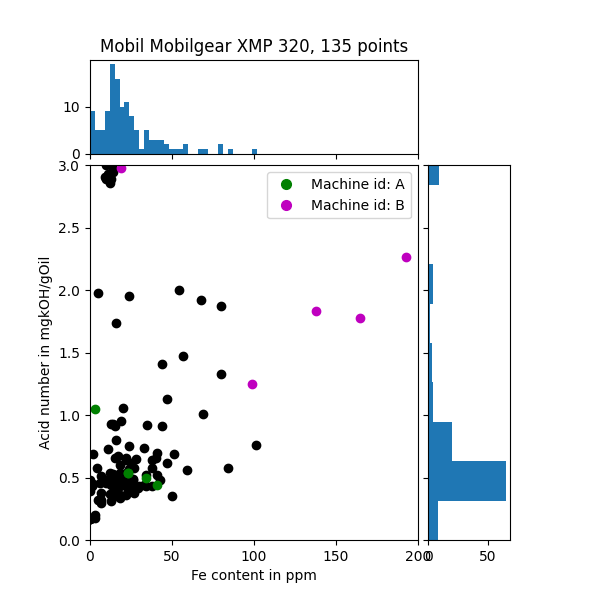 Mobil Mobilgear XMP 320, 135 points
10
0
3.0
2.5
2.0
1.5
1.0
0.5
0.0
Acid number in mgkOH/gOil
Machine id: A
Machine id: B
0 50 100 150 200 0 50
Fe content in ppm